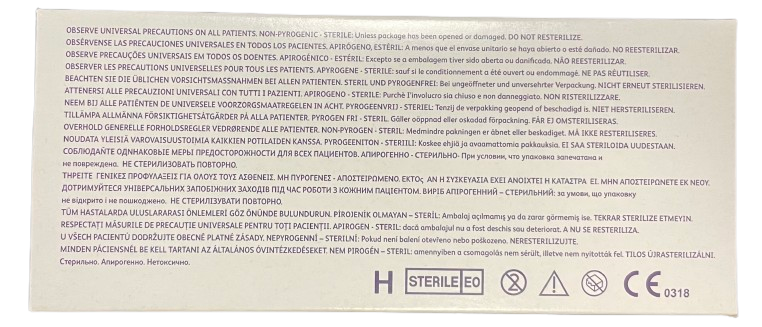 OBSERVE UNIVERSAL PRECAUTIONS ON ALL PATIENTS. NON-PYROGENIC - STERILE: Unless package has been opened or damaged. DO NOT RESTERILIZE.
OBSÉRVENSE LAS PRECAUCIONES UNIVERSALES EN TODOS LOS PACIENTES. APIRÓGENO, ESTÉRIL: A menos que el envase unitario se haya abierto o esté dañado. NO REESTERILIZAR.
OBSERVE PRECAUÇÕES UNIVERSAIS EM TODOS OS DOENTES. APIROGÉNICO - ESTÉRIL: Excepto se a embalagem tiver sido aberta ou danificada. NÃO REESTERILIZAR.
OBSERVER LES PRECAUTIONS UNIVERSELLES POUR TOUS LES PATIENTS. APYROGENE - STERILE: sauf si le conditionnement a été ouvert ou endommagé. NE PAS RÉUTILISER.
BEACHTEN SIE DIE ÜBLICHEN VORSICHTSMASSNAHMEN BEI ALLEN PATIENTEN. STERIL UND PYROGENFREI: Bei ungeöffneter und unversehrter Verpackung. NICHT ERNEUT STERILISIEREN.
ATTENERSI ALLE PRECAUZIONI UNIVERSALI CON TUTTI I PAZIENTI. APIROGENO - STERILE: Purché l'involucro sia chiuso e non danneggiato. NON RISTERILIZZARE.
NEEM BIJ ALLE PATIËNTEN DE UNIVERSELE VOORZORGSMAATREGELEN IN ACHT. PYROGEENVRIJ - STERIEL: Tenzij de verpakking geopend of beschadigd is. NIET HERSTERILISEREN.
TILLÄMPA ALLMÄNNA FÖRSIKTIGHETSÅTGÄRDER PÅ ALLA PATIENTER. PYROGEN FRI - STERIL. Gäller oöppnad eller oskadad förpackning. FÅR EJ OMSTERILISERAS.
OVERHOLD GENERELLE FORHOLDSREGLER VEDRØRENDE ALLE PATIENTER. NON-PYROGEN - STERIL: Medmindre pakningen er åbnet eller beskadiget. MÅ IKKE RESTERILISERES.
NOUDATA YLEISIÄ VAROVAISUUSTOIMIA KAIKKIEN POTILAIDEN KANSSA. PYROGEENITON - STERIILI: Koskee ehjiä ja avaamattomia pakkauksia. EI SAA STERILOIDA UUDESTAAN.
СОБЛЮДАЙТЕ ОДИНАКОВЫЕ МЕРЫ ПРЕДОСТОРОЖНОСТИ ДЛЯ ВСЕХ ПАЦИЕНТОВ. АПИРОГЕННО - СТЕРИЛЬНО- При условии, что упаковка запечатана и
не повреждена. НЕ СТЕРИЛИЗОВАТЬ ПОВТОРНО.
ΤΗΡΕΙΤΕ ΓΕΝΙΚΕΣ ΠΡΟΦΥΛΑΞΕΙΣ ΓΙΑ ΟΛΟΥΣ ΤΟΥΣ ΑΣΘΕΝΕΙΣ. ΜΗ ΠΥΡΟΓΕΝΕΣ - ΑΠΟΣΤΕΙΡΩΜΕΝΟ. ΕΚΤΟΣ ΑΝ Η ΣΥΣΚΕΥΑΣΙΑ ΕΧΕΙ ΑΝΟΙΧΤΕΙ Η ΚΑΤΑΣΤΡΑ ΕΙ. ΜΗΝ ΑΠΟΣΤΕΙΡΩΝΕΤΕ ΕΚ ΝΕΟΥ.
ДОТРИМУЙТЕСЯ УНІВЕРСАЛЬНИХ ЗАПОБІЖНИХ ЗАХОДІВ ПІД ЧАС РОБОТИ З КОЖНИМ ПАЦІЄНТОМ. ВИРІБ АПІРОГЕННИЙ – СТЕРИЛЬНИЙ: за умови, що упаковку
не відкрито і не пошкоджено. НЕ СТЕРИЛІЗУВАТИ ПОВТОРНО.
TÜM HASTALARDA ULUSLARARASI ÖNLEMLERİ GÖZ ÖNÜNDE BULUNDURUN. PİROJENİK OLMAYAN – STERİL: Ambalaj açılmamış ya da zarar görmemiş ise. TEKRAR STERILIZE ETMEYIN.
RESPECTAȚI MĂSURILE DE PRECAUȚIE UNIVERSALE PENTRU TOȚI PACIENȚII. APIROGEN - STERIL: dacă ambalajul nu a fost deschis sau deteriorat. A NU SE RESTERILIZA.
U VŠECH PACIENTŮ DODRŽUJTE OBECNĚ PLATNÉ ZÁSADY. NEPYROGENNÍ – STERILNÍ: Pokud není balení otevřeno nebo poškozeno. NERESTERILIZUJTE.
MINDEN PÁCIENSNÉL BE KELL TARTANI AZ ÁLTALÁNOS ÓVINTÉZKEDÉSEKET. NEM PIROGÉN – STERIL: amennyiben a csomagolás nem sérült, illetve nem nyitották fel. TILOS ÚJRASTERILIZÁLNI.
Стерильно. Апирогенно. Нетоксично.
H STERILE EO 2 CE 0318